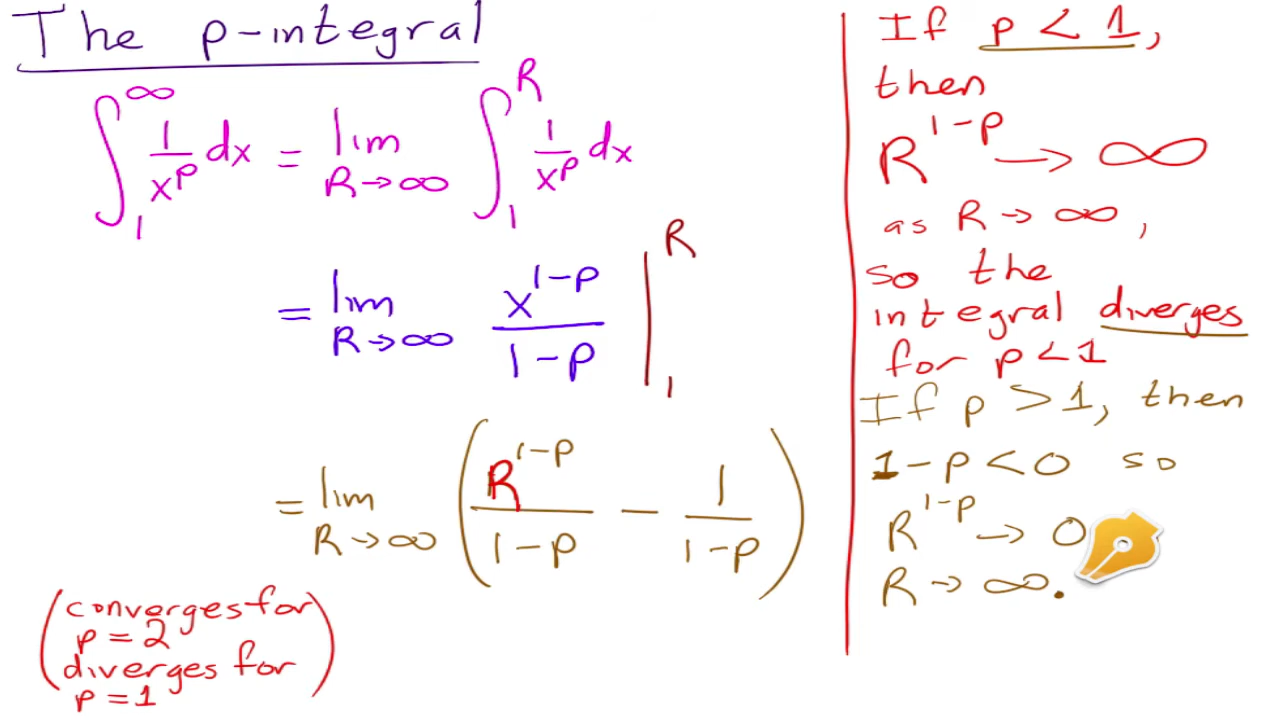 The p-integral
∫₁^∞ 1/x^p dx = lim R→∞ ∫₁^R 1/x^p dx
= lim R→∞ x^(1-p)/(1-p) |₁^R
= lim R→∞ (R^(1-p)/(1-p) − 1/(1-p))
(converges for
p = 2
diverges for
p = 1)
If p < 1,
then
R^(1-p) → ∞
as R → ∞,
so the
integral diverges
for p < 1
If p > 1, then
1-p < 0 so
R^(1-p) → 0
R → ∞.